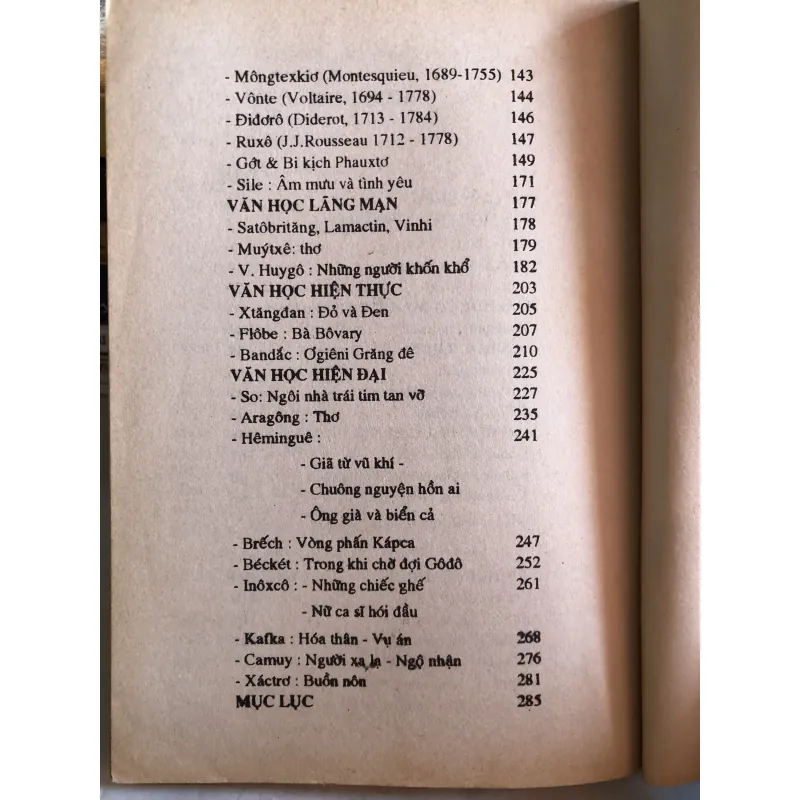 - Môngtexkiơ (Montesquieu, 1689-1755) 143
- Vônte (Voltaire, 1694 - 1778) 144
- Điđơrô (Diderot, 1713 - 1784) 146
- Ruxô (J.J.Rousseau 1712 - 1778) 147
- Gớt & Bi kịch Phauxtơ 149
- Sile : Âm mưu và tình yêu 171
VĂN HỌC LÃNG MẠN 177
- Satôbrităng, Lamactin, Vinhi 178
- Muýtxê: thơ 179
- V. Huygô : Những người khốn khổ 182
VĂN HỌC HIỆN THỰC 203
- Xtăngđan : Đỏ và Đen 205
- Flôbe : Bà Bôvary 207
- Bandắc : Ơgiêni Grăng đê 210
VĂN HỌC HIỆN ĐẠI 225
- So: Ngôi nhà trái tim tan vỡ 227
- Aragông : Thơ 235
- Hêminguê : 241
- Giã từ vũ khí -
- Chuông nguyện hồn ai
- Ông già và biển cả
- Brếch : Vòng phấn Kápca 247
- Béckét : Trong khi chờ đợi Gôđô 252
- Inôxcô : - Những chiếc ghế 261
- Nữ ca sĩ hói đầu
- Kafka : Hóa thân - Vụ án 268
- Camuy : Người xa lạ - Ngộ nhận 276
- Xáctrơ : Buồn nôn 281
MỤC LỤC 285